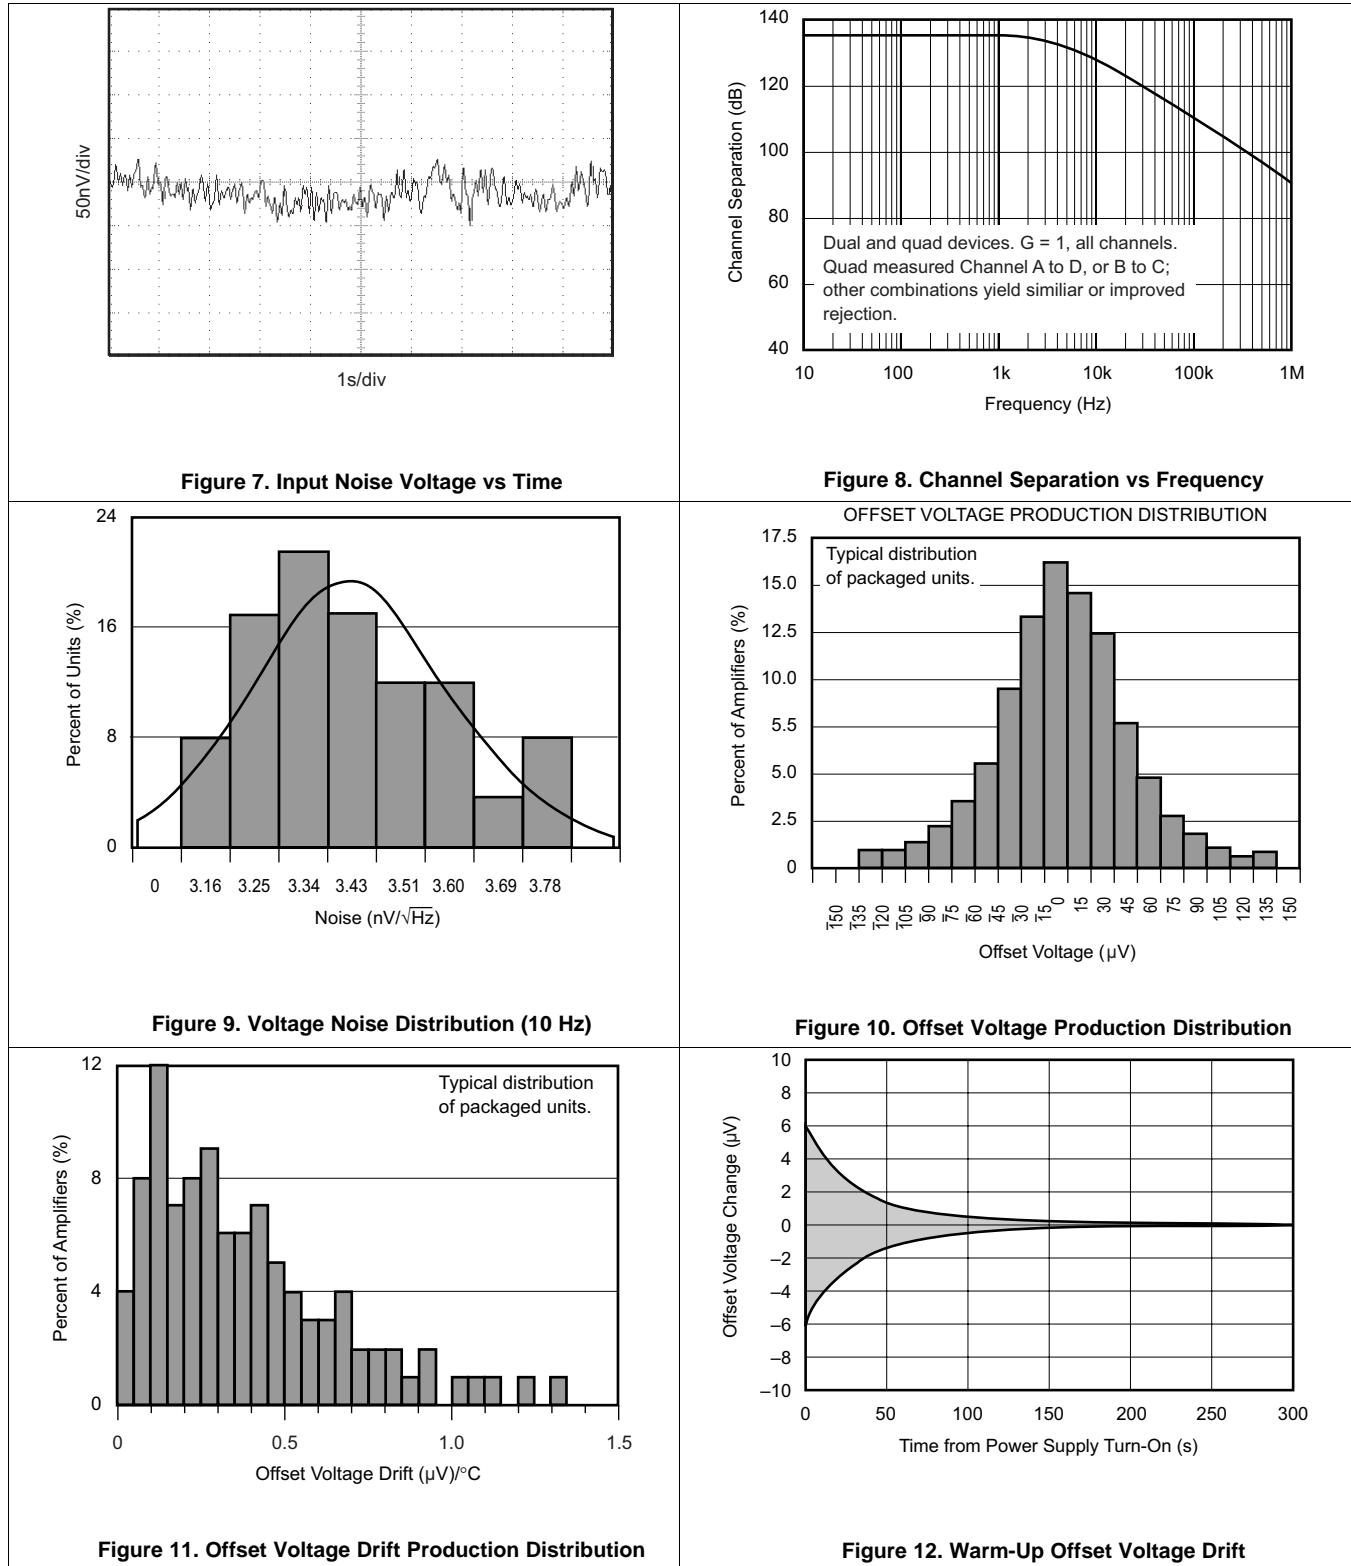 50nV/div
1s/div
Figure 7. Input Noise Voltage vs Time
140
120
100
80
60
40
Channel Separation (dB)
Dual and quad devices. G = 1, all channels.
Quad measured Channel A to D, or B to C;
other combinations yield similiar or improved
rejection.
10 100 1k 10k 100k 1M
Frequency (Hz)
Figure 8. Channel Separation vs Frequency
24
16
8
0
Percent of Units (%)
0 3.16 3.25 3.34 3.43 3.51 3.60 3.69 3.78
Noise (nV/√Hz)
Figure 9. Voltage Noise Distribution (10 Hz)
OFFSET VOLTAGE PRODUCTION DISTRIBUTION
17.5
15.0
12.5
10.0
5.5
5.0
2.5
0
Percent of Amplifiers (%)
Typical distribution
of packaged units.
–150 –135 –120 –105 –90 –75 –60 –45 –30 –15 0 15 30 45 60 75 90 105 120 135 150
Offset Voltage (µV)
Figure 10. Offset Voltage Production Distribution
12
8
4
0
Percent of Amplifiers (%)
Typical distribution
of packaged units.
0 0.5 1.0 1.5
Offset Voltage Drift (µV)/°C
Figure 11. Offset Voltage Drift Production Distribution
10
8
6
4
2
0
–2
–4
–6
–8
–10
Offset Voltage Change (µV)
0 50 100 150 200 250 300
Time from Power Supply Turn-On (s)
Figure 12. Warm-Up Offset Voltage Drift